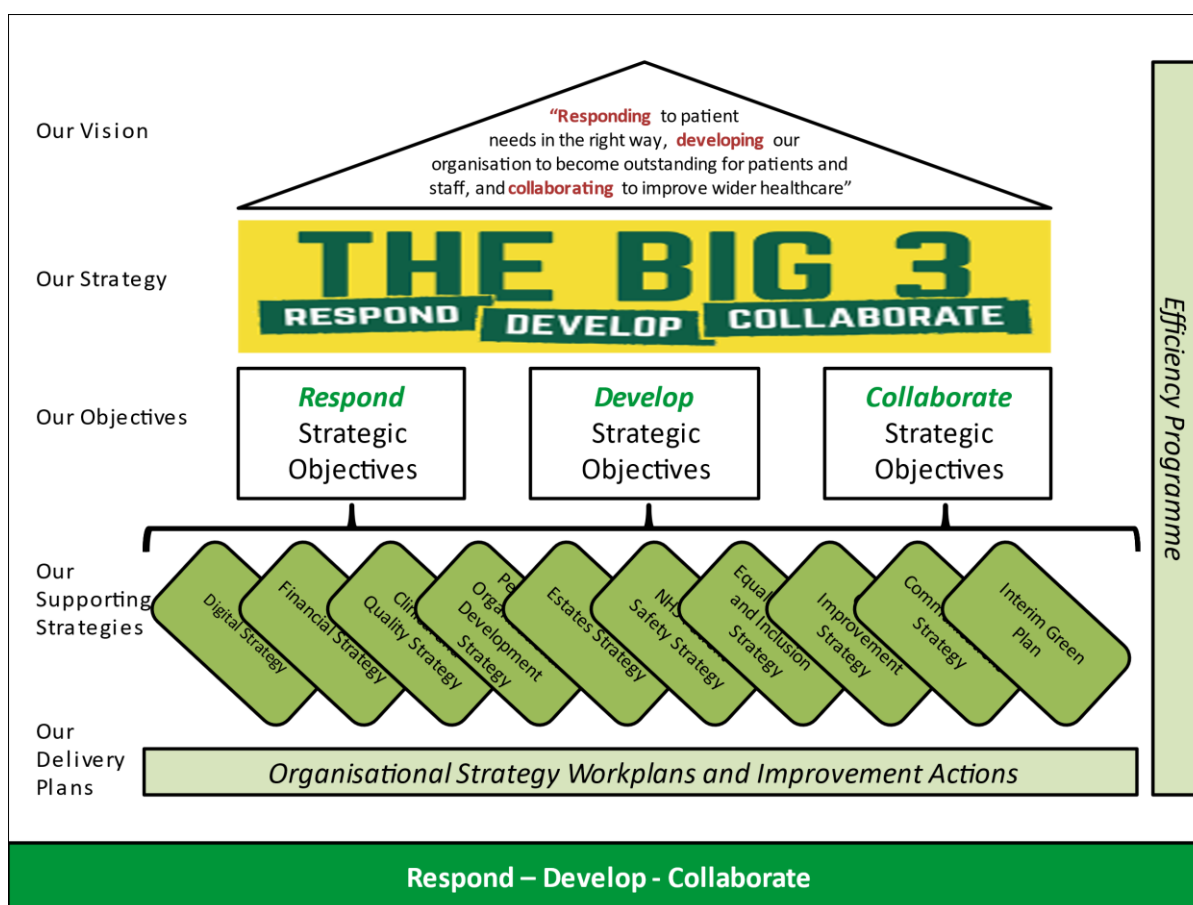 Our Vision
“Responding to patient
needs in the right way, developing our
organisation to become outstanding for patients and
staff, and collaborating to improve wider healthcare”
Our Strategy
THE BIG 3
RESPOND DEVELOP COLLABORATE
Our Objectives
Respond
Strategic
Objectives
Develop
Strategic
Objectives
Collaborate
Strategic
Objectives
Our
Supporting
Strategies
Digital Strategy
Financial Strategy
Quality Strategy
Development
Strategy
Estates Strategy
Safety Strategy
and Inclusion
Strategy
Improvement
Strategy
Strategy
Interim Green
Plan
Our
Delivery
Plans
Organisational Strategy Workplans and Improvement Actions
Efficiency Programme
Respond – Develop - Collaborate